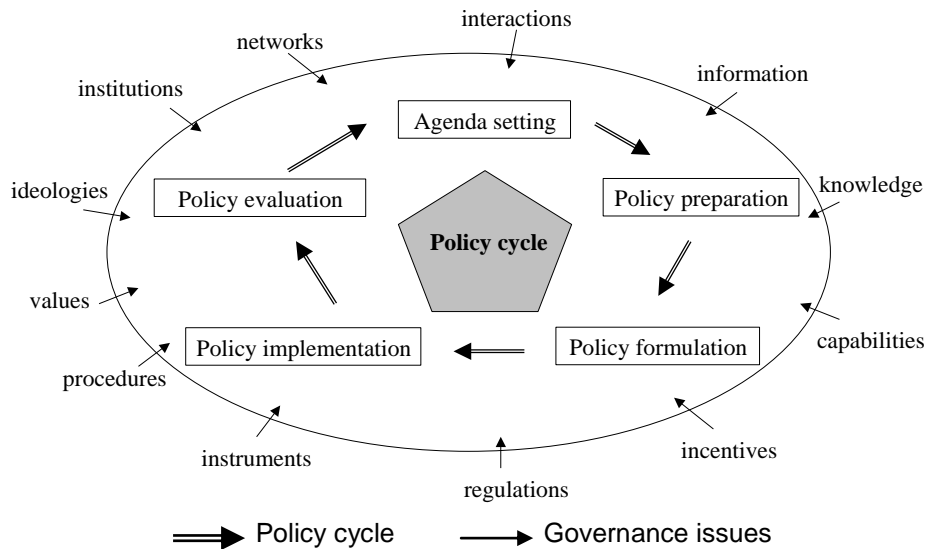 interactions
networks
information
institutions
Agenda setting
ideologies
Policy evaluation
Policy preparation
knowledge
Policy cycle
values
Policy implementation
Policy formulation
capabilities
procedures
incentives
instruments
regulations
Policy cycle
Governance issues